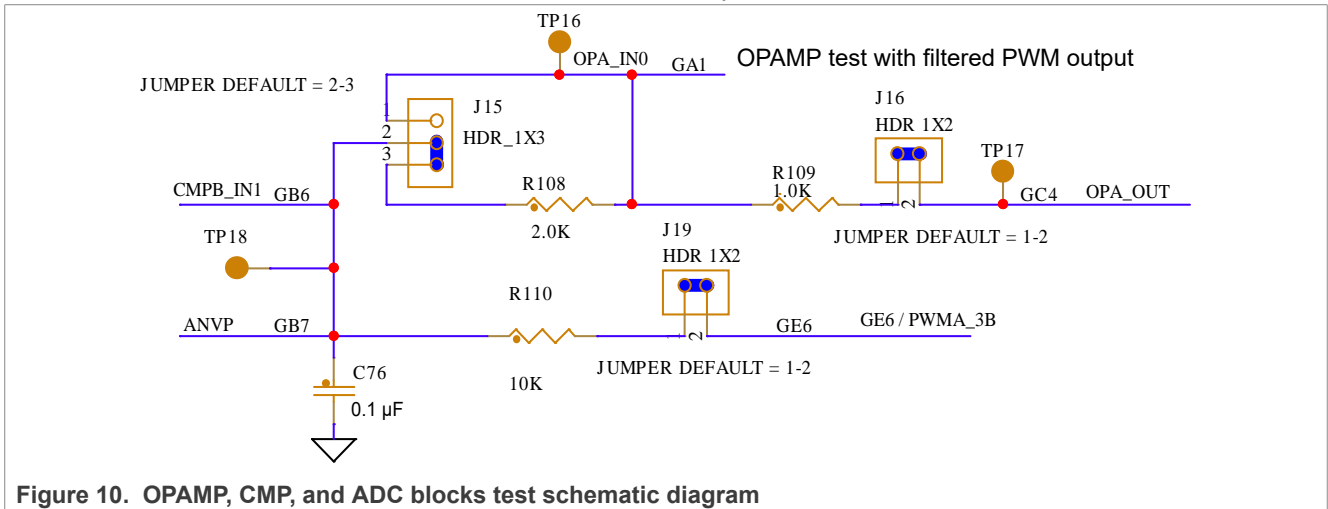 TP16
OPA_IN0
GA1
OPAMP test with filtered PWM output
JUMPER DEFAULT = 2-3
1
J15
J16
2
HDR_1X3
HDR 1X2
3
TP17
CMPB_IN1
GB6
R108
R109
1.0K
1
2
GC4
OPA_OUT
2.0K
JUMPER DEFAULT = 1-2
TP18
J19
HDR 1X2
R110
ANVP
GB7
1
2
GE6
GE6 / PWMA_3B
C76
10K
JUMPER DEFAULT = 1-2
0.1 µF
Figure 10. OPAMP, CMP, and ADC blocks test schematic diagram